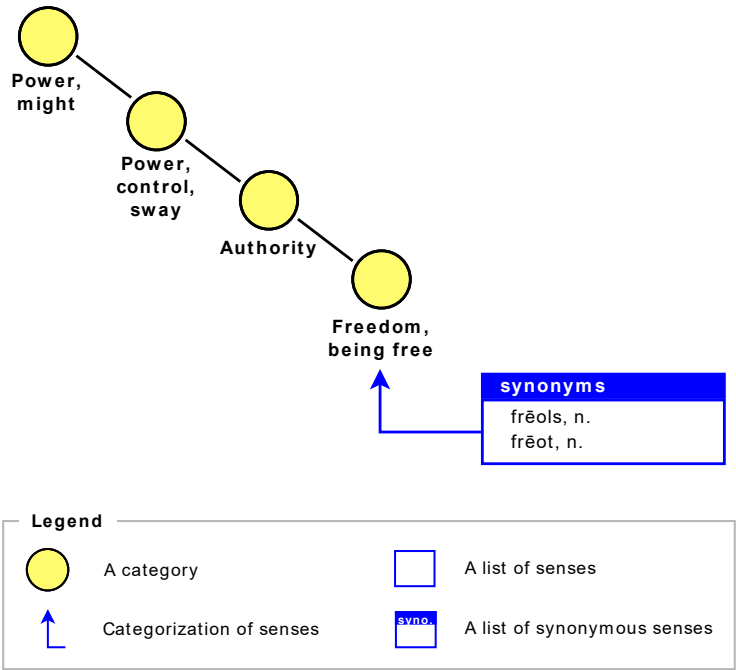 Power,
might
Power,
control,
sway
Authority
Freedom,
being free
synonyms
frēols, n.
frēot, n.
Legend
A category
A list of senses
Categorization of senses
syno.
A list of synonymous senses